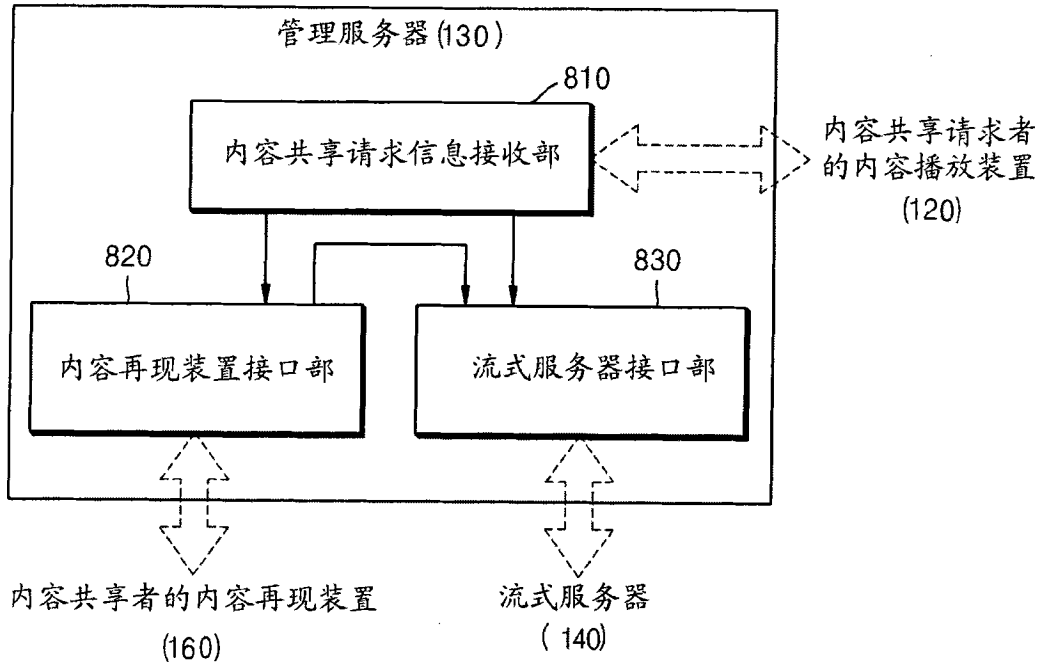 管理服务器(130)
810
内容共享请求信息接收部
内容共享请求者
的内容播放装置
(120)
820
830
内容再现装置接口部
流式服务器接口部
内容共享者的内容再现装置
(160)
流式服务器
( 140)